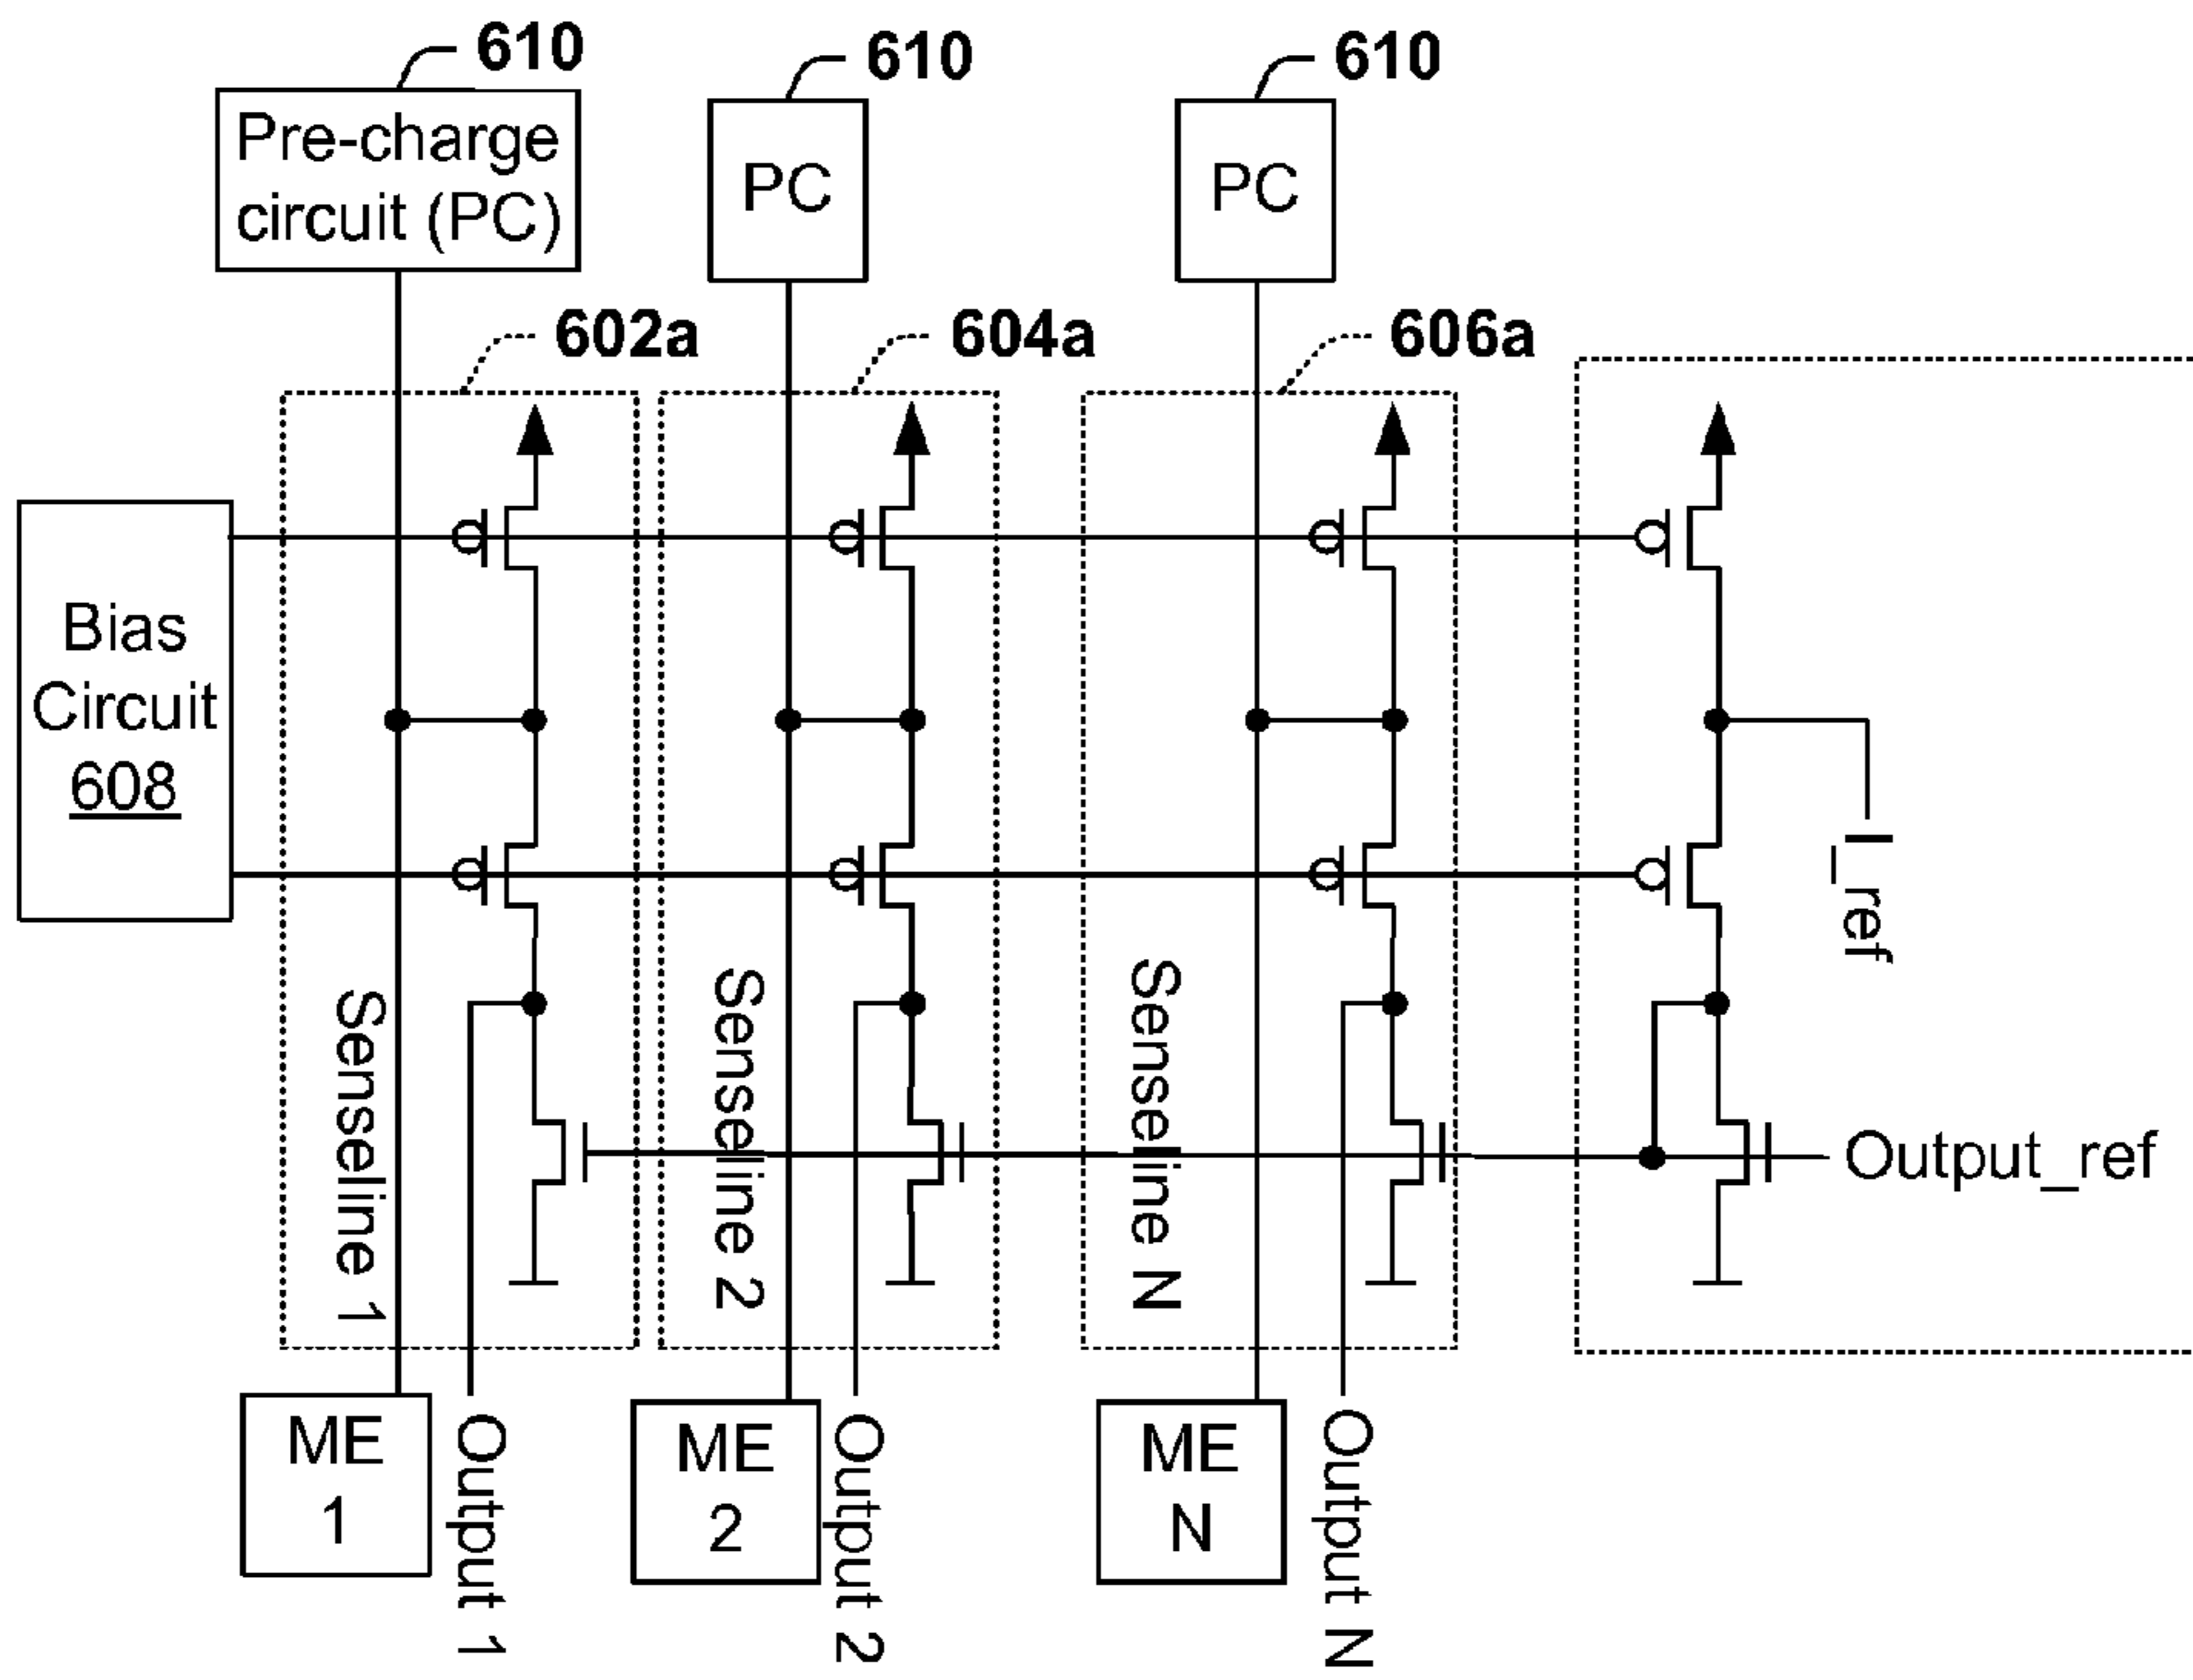 610
610
610
Pre-charge
circuit (PC)
PC
PC
602a
604a
606a
Bias
Circuit
608
I_ref
Senseline 1
Senseline 2
Senseline N
Output_ref
ME
1
Output 1
ME
2
Output 2
ME
N
Output N